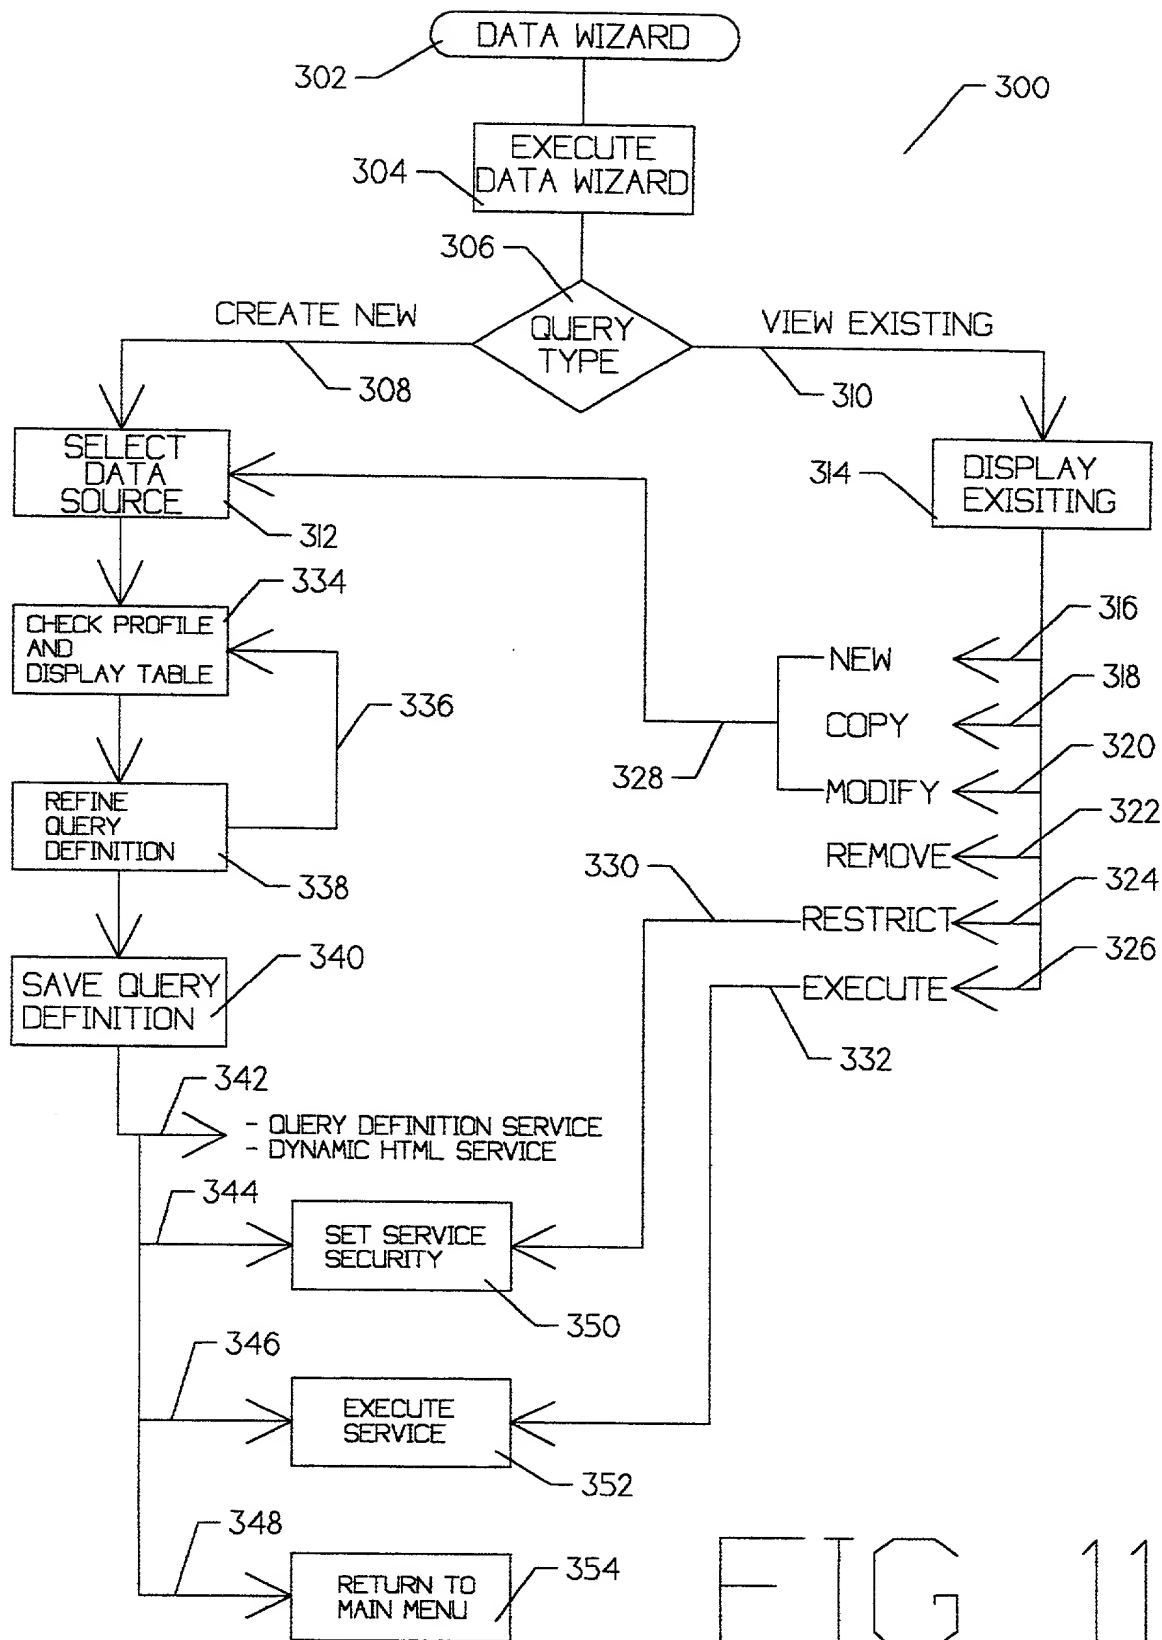 DATA WIZARD
302
300
EXECUTE
DATA WIZARD
304
306
CREATE NEW
QUERY
TYPE
VIEW EXISTING
308
310
SELECT
DATA
SOURCE
312
314
DISPLAY
EXISITING
334
CHECK PROFILE
AND
DISPLAY TABLE
336
316
NEW
318
COPY
320
MODIFY
328
322
REMOVE
REFINE
QUERY
DEFINITION
338
330
324
RESTRICT
326
EXECUTE
332
340
SAVE QUERY
DEFINITION
342
- QUERY DEFINITION SERVICE
- DYNAMIC HTML SERVICE
344
SET SERVICE
SECURITY
350
346
EXECUTE
SERVICE
352
348
RETURN TO
MAIN MENU
354
FIG 11